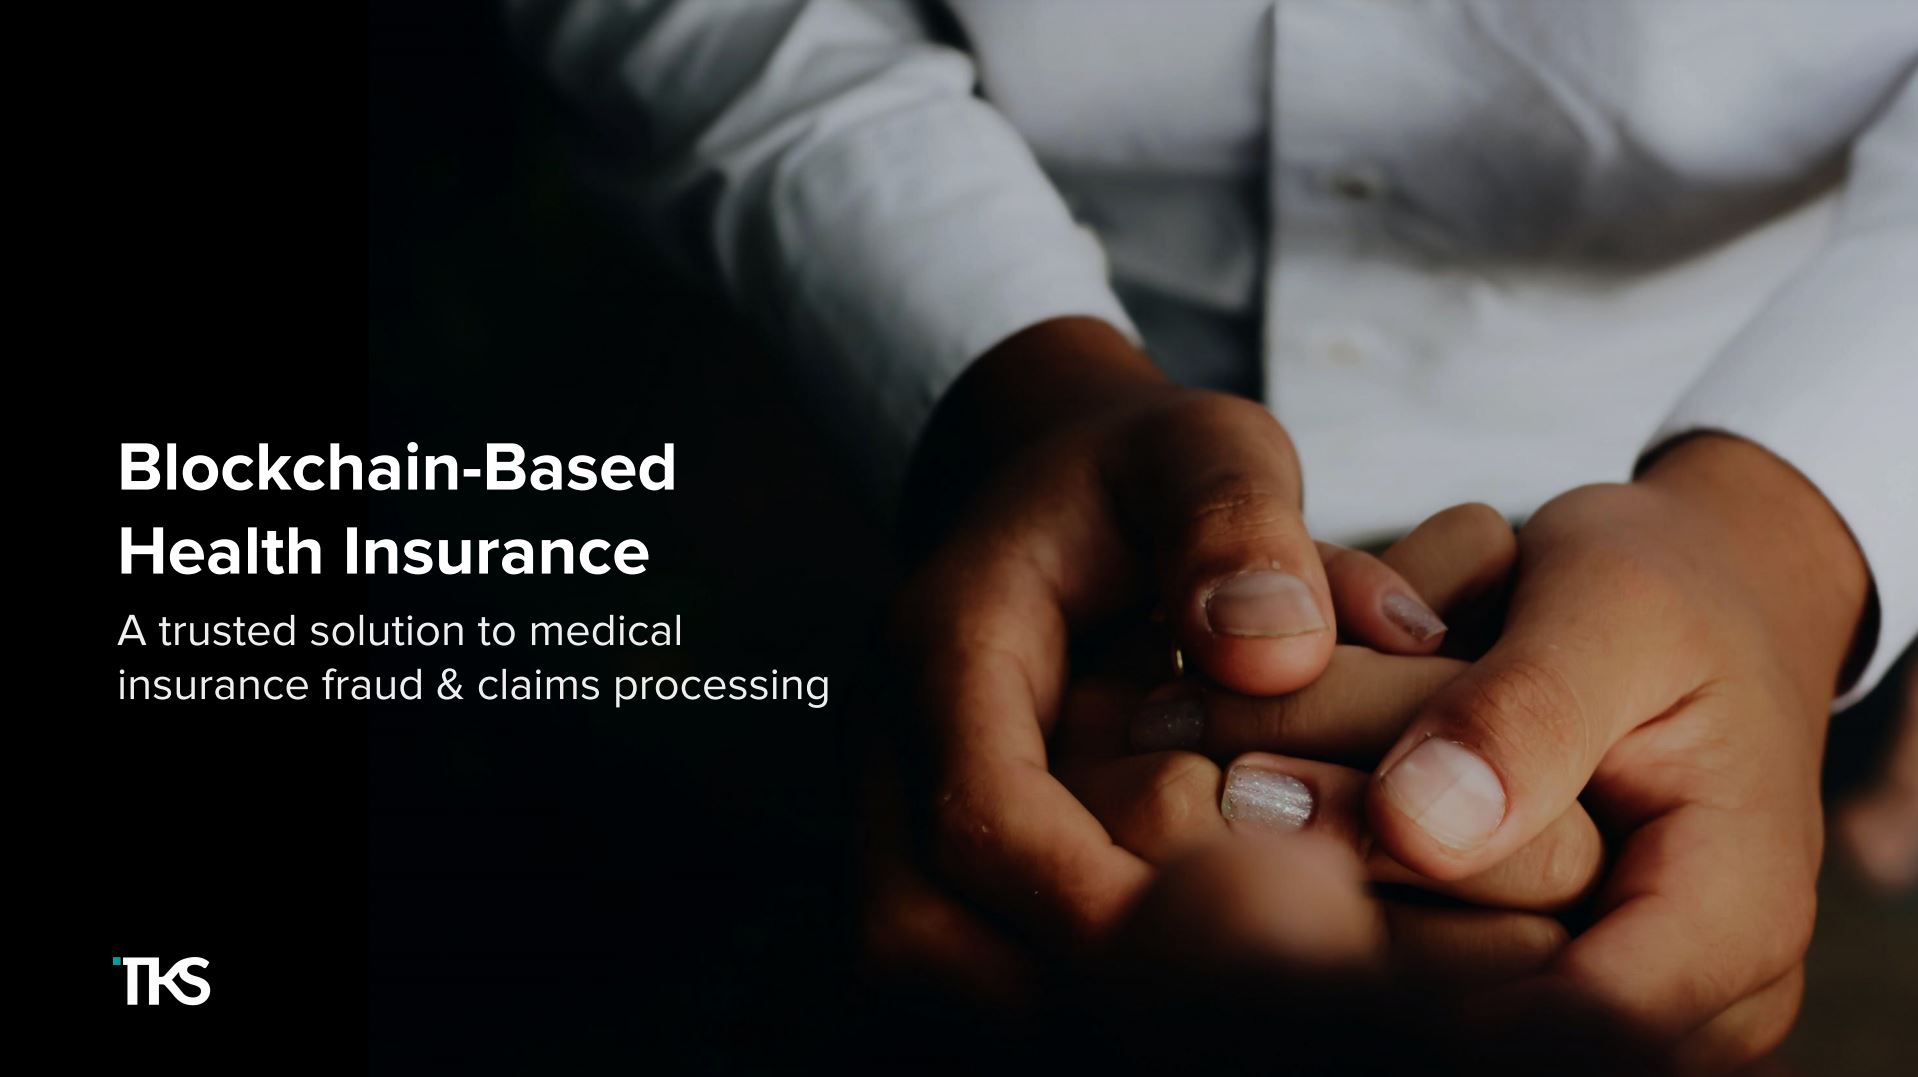 Blockchain-Based
Health Insurance
A trusted solution to medical
insurance fraud & claims processing
TKS